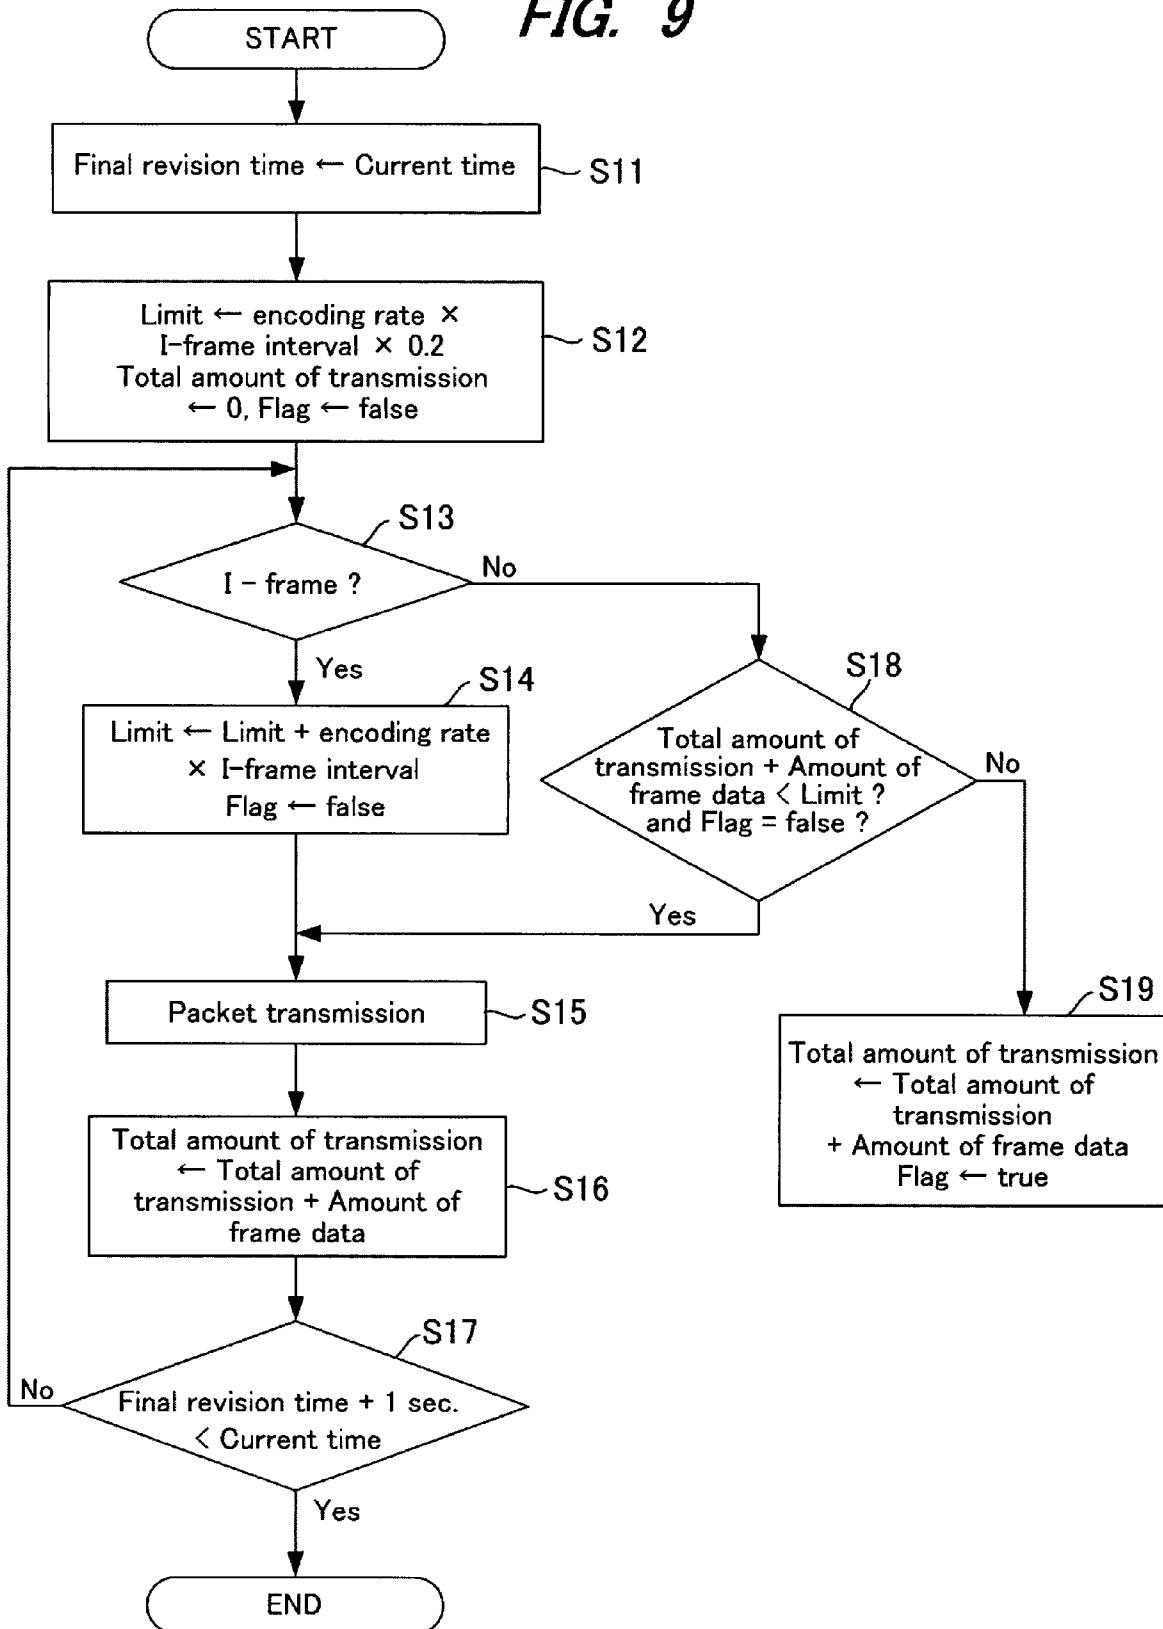 FIG. 9
START
Final revision time ← Current time
S11
Limit ← encoding rate ×
I-frame interval × 0.2
Total amount of transmission
← 0, Flag ← false
S12
S13
I - frame ?
No
Yes
S14
Limit ← Limit + encoding rate
× I-frame interval
Flag ← false
S18
Total amount of
transmission + Amount of
frame data < Limit ?
and Flag = false ?
No
Yes
Packet transmission
S15
S19
Total amount of transmission
← Total amount of
transmission
+ Amount of frame data
Flag ← true
Total amount of transmission
← Total amount of
transmission + Amount of
frame data
S16
S17
No
Final revision time + 1 sec.
< Current time
Yes
END